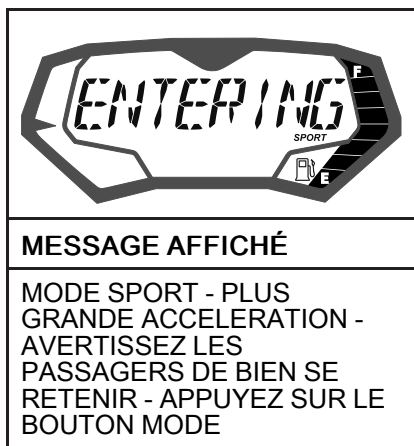 ENTERING
SPORT
F
E
MESSAGE AFFICHÉ
MODE SPORT - PLUS
GRANDE ACCELERATION -
AVERTISSEZ LES
PASSAGERS DE BIEN SE
RETENIR - APPUYEZ SUR LE
BOUTON MODE